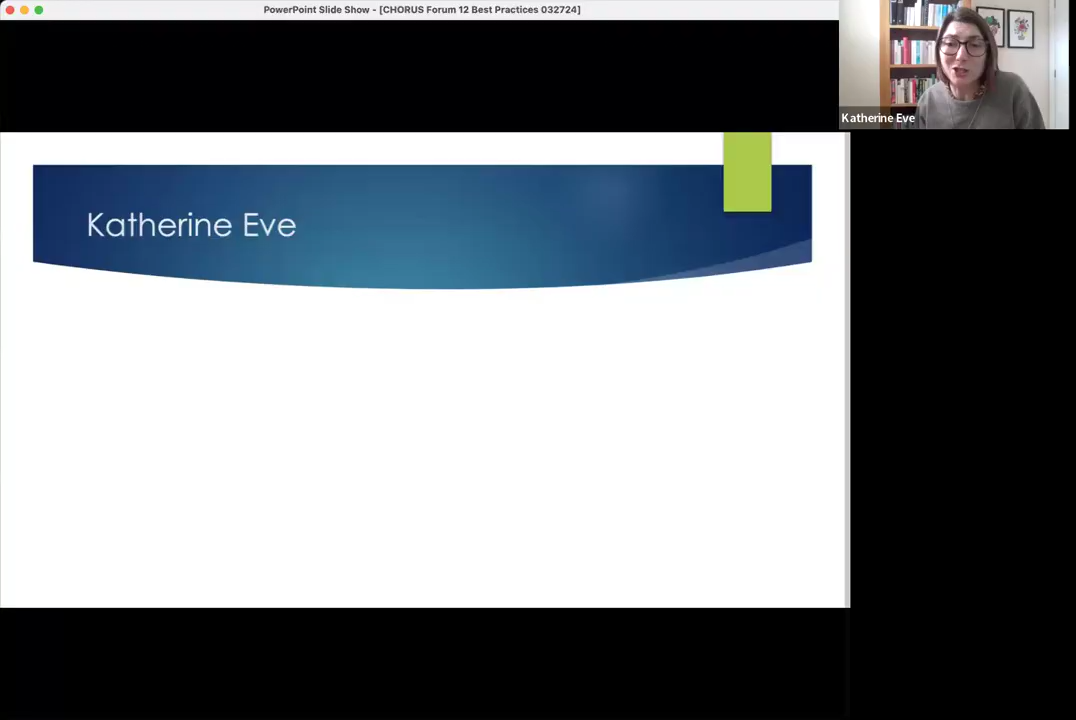 PowerPoint Slide Show - [CHORUS Forum 12 Best Practices 032724]
Katherine Eve
Katherine Eve